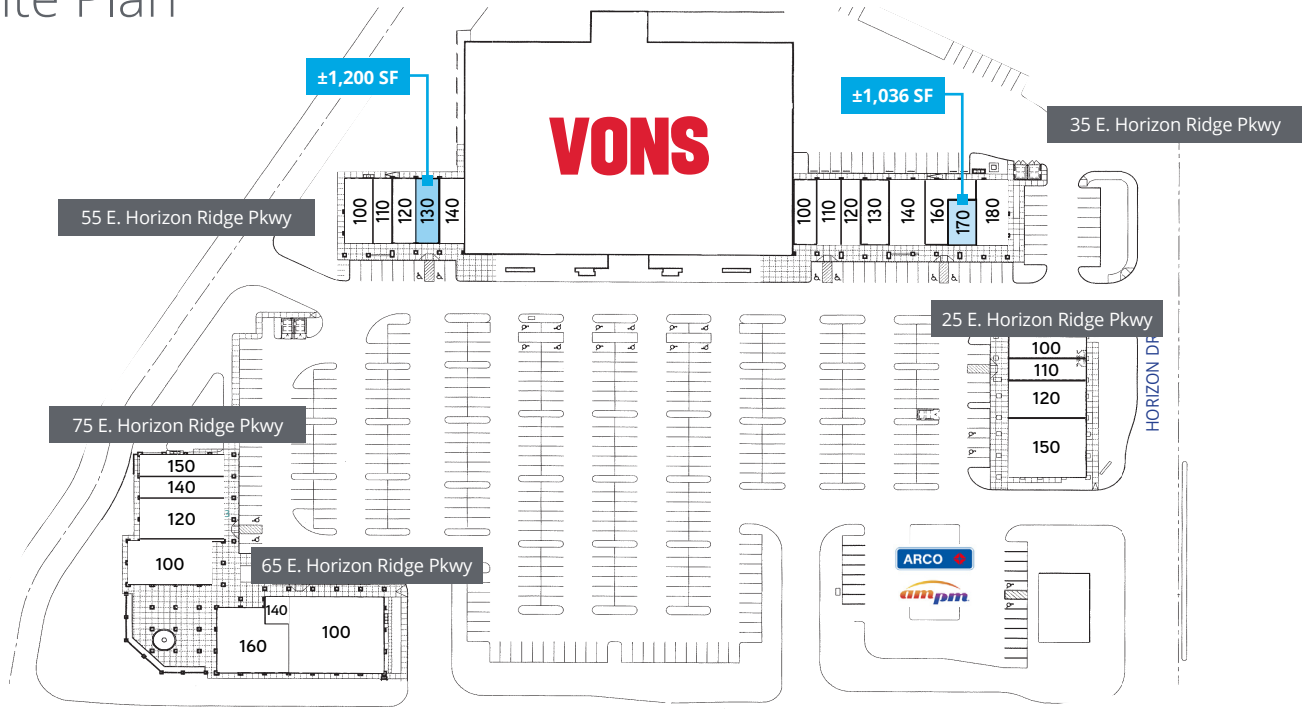 ite Plan
±1,200 SF
±1,036 SF
VONS
35 E. Horizon Ridge Pkwy
55 E. Horizon Ridge Pkwy
100
110
120
130
140
100
110
120
130
140
160
170
180
25 E. Horizon Ridge Pkwy
100
110
120
150
HORIZON DR
75 E. Horizon Ridge Pkwy
150
140
120
100
65 E. Horizon Ridge Pkwy
140
160
100
ARCO
ampm